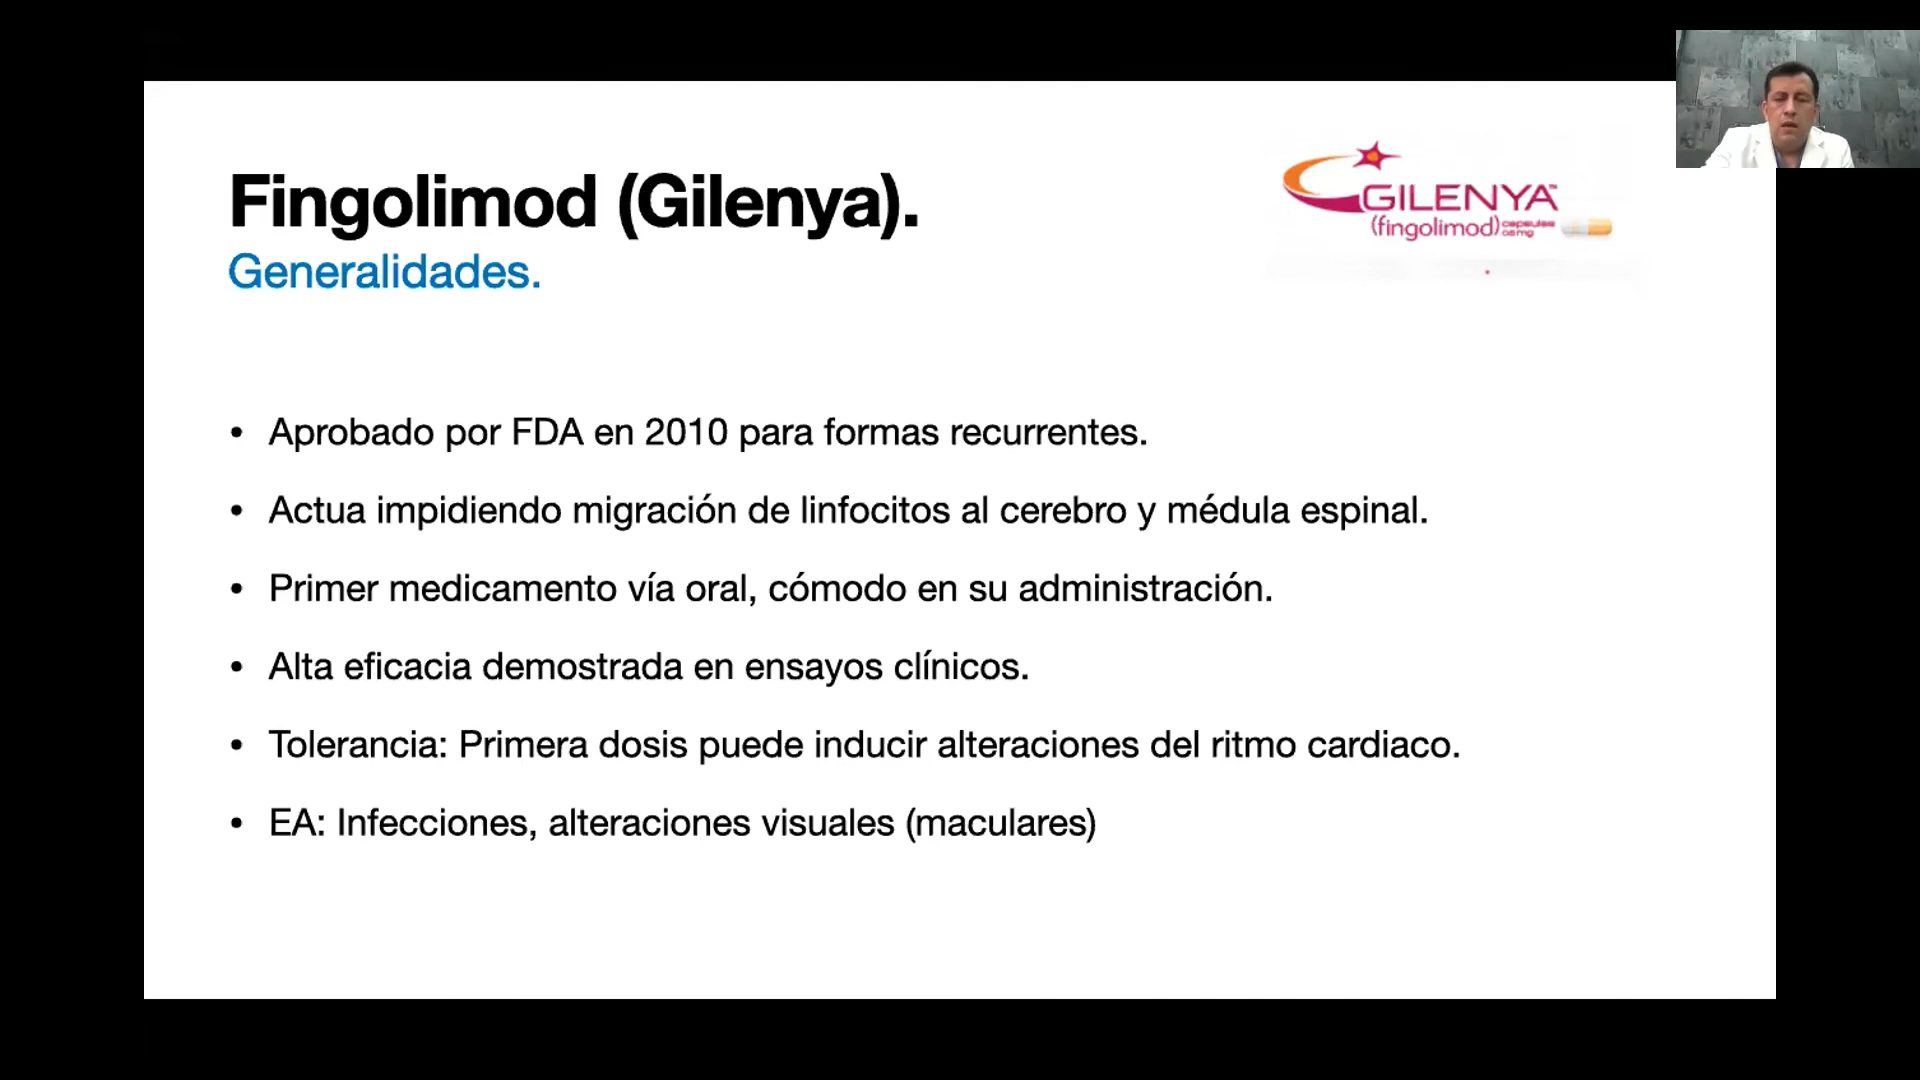 Fingolimod (Gilenya).
Generalidades.
GILENYA™
(fingolimod) capsules
0.5 mg
• Aprobado por FDA en 2010 para formas recurrentes.
• Actua impidiendo migración de linfocitos al cerebro y médula espinal.
• Primer medicamento vía oral, cómodo en su administración.
• Alta eficacia demostrada en ensayos clínicos.
• Tolerancia: Primera dosis puede inducir alteraciones del ritmo cardiaco.
• EA: Infecciones, alteraciones visuales (maculares)